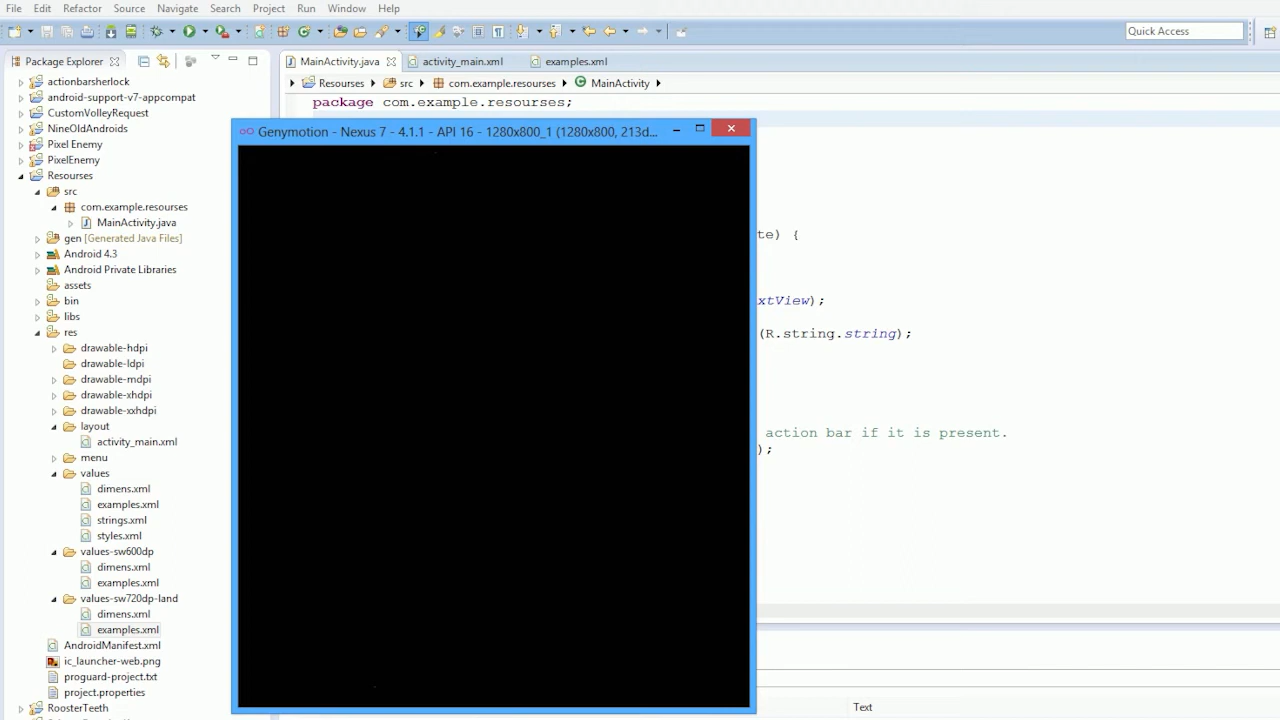 File Edit Refactor Source Navigate Search Project Run Window Help
Quick Access
Package Explorer
MainActivity.java
activity_main.xml
examples.xml
Resourses
src
com.example.resourses
MainActivity
actionbarsherlock
android-support-v7-appcompat
CustomVolleyRequest
NineOldAndroids
Pixel Enemy
PixelEnemy
Resourses
src
com.example.resourses
MainActivity.java
gen [Generated Java Files]
Android 4.3
Android Private Libraries
assets
bin
libs
res
drawable-hdpi
drawable-ldpi
drawable-mdpi
drawable-xhdpi
drawable-xxhdpi
layout
activity_main.xml
menu
values
dimens.xml
examples.xml
strings.xml
styles.xml
values-sw600dp
dimens.xml
examples.xml
values-sw720dp-land
dimens.xml
examples.xml
AndroidManifest.xml
ic_launcher-web.png
proguard-project.txt
project.properties
RoosterTeeth
package com.example.resourses;
Genymotion - Nexus 7 - 4.1.1 - API 16 - 1280x800_1 (1280x800, 213d...
te) {
xtView);
(R.string.string);
action bar if it is present.
);
Text